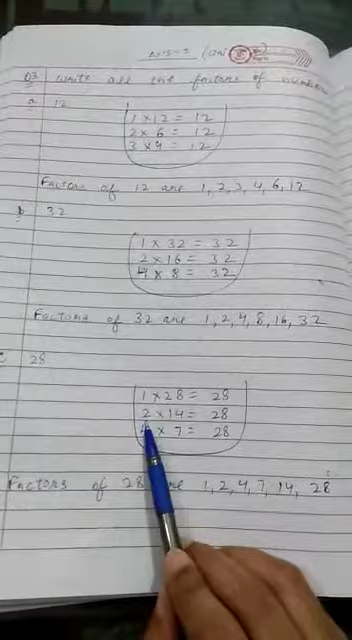 Q3 Write all the factors of number
a 12
1 × 12 = 12
2 × 6 = 12
3 × 4 = 12
Factors of 12 are 1, 2, 3, 4, 6, 12
b 32
1 × 32 = 32
2 × 16 = 32
4 × 8 = 32
Factors of 32 are 1, 2, 4, 8, 16, 32
c 28
1 × 28 = 28
2 × 14 = 28
4 × 7 = 28
Factors of 28 are 1, 2, 4, 7, 14, 28